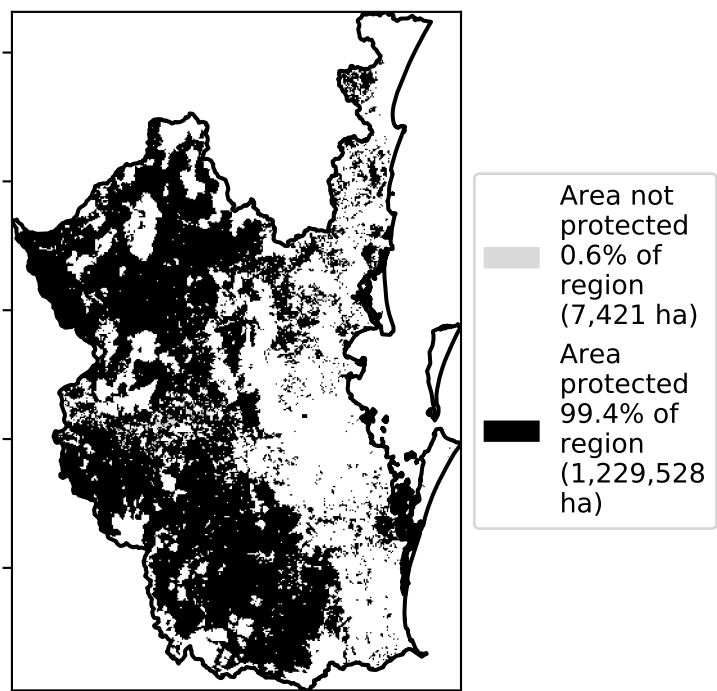 Area not
protected
0.6% of
region
(7,421 ha)
Area
protected
99.4% of
region
(1,229,528
ha)